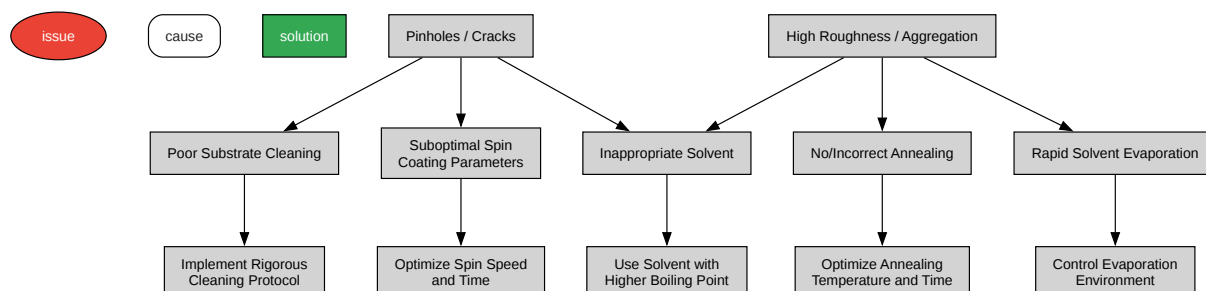 issue
cause
solution
Pinholes / Cracks
High Roughness / Aggregation
Poor Substrate Cleaning
Suboptimal Spin
Coating Parameters
Inappropriate Solvent
No/Incorrect Annealing
Rapid Solvent Evaporation
Implement Rigorous
Cleaning Protocol
Optimize Spin Speed
and Time
Use Solvent with
Higher Boiling Point
Optimize Annealing
Temperature and Time
Control Evaporation
Environment